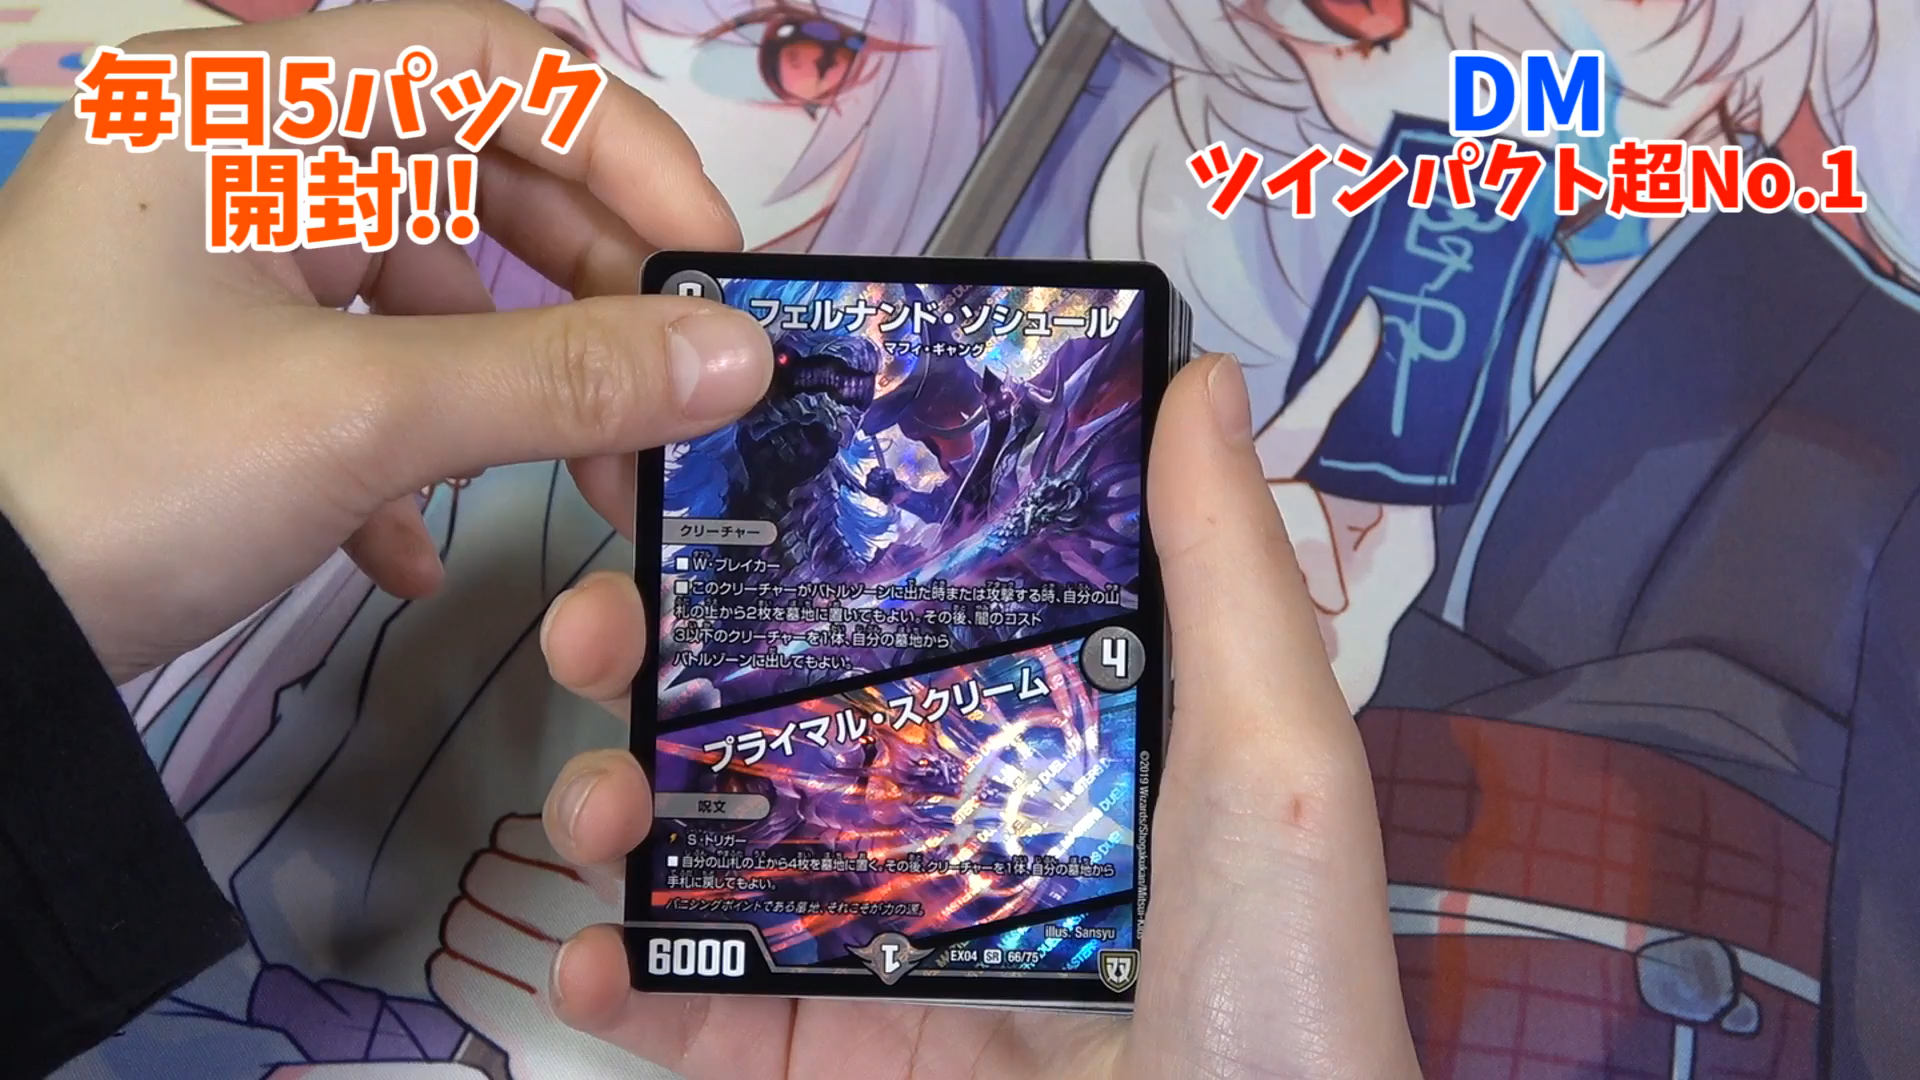 毎日5パック
開封!!
DM
ツインパクト超No.1
フェルナンド・ソシュール
マフィ・ギャング
クリーチャー
■W・ブレイカー
■このクリーチャーがバトルゾーンに出た時または攻撃する時、自分の山
札の上から2枚を墓地に置いてもよい。その後、闇のコスト
3以下のクリーチャーを1体、自分の墓地から
バトルゾーンに出してもよい。
4
プライマル・スクリーム
呪文
S・トリガー
■自分の山札の上から4枚を墓地に置く。その後、クリーチャーを1体、自分の墓地から
手札に戻してもよい。
バニシングポイントである墓地、それこそが力の源。
illus. Sansyu
6000
1
EX04 SR 66/75
©2019 Wizards/Shogakukan/Mitsui-Kids